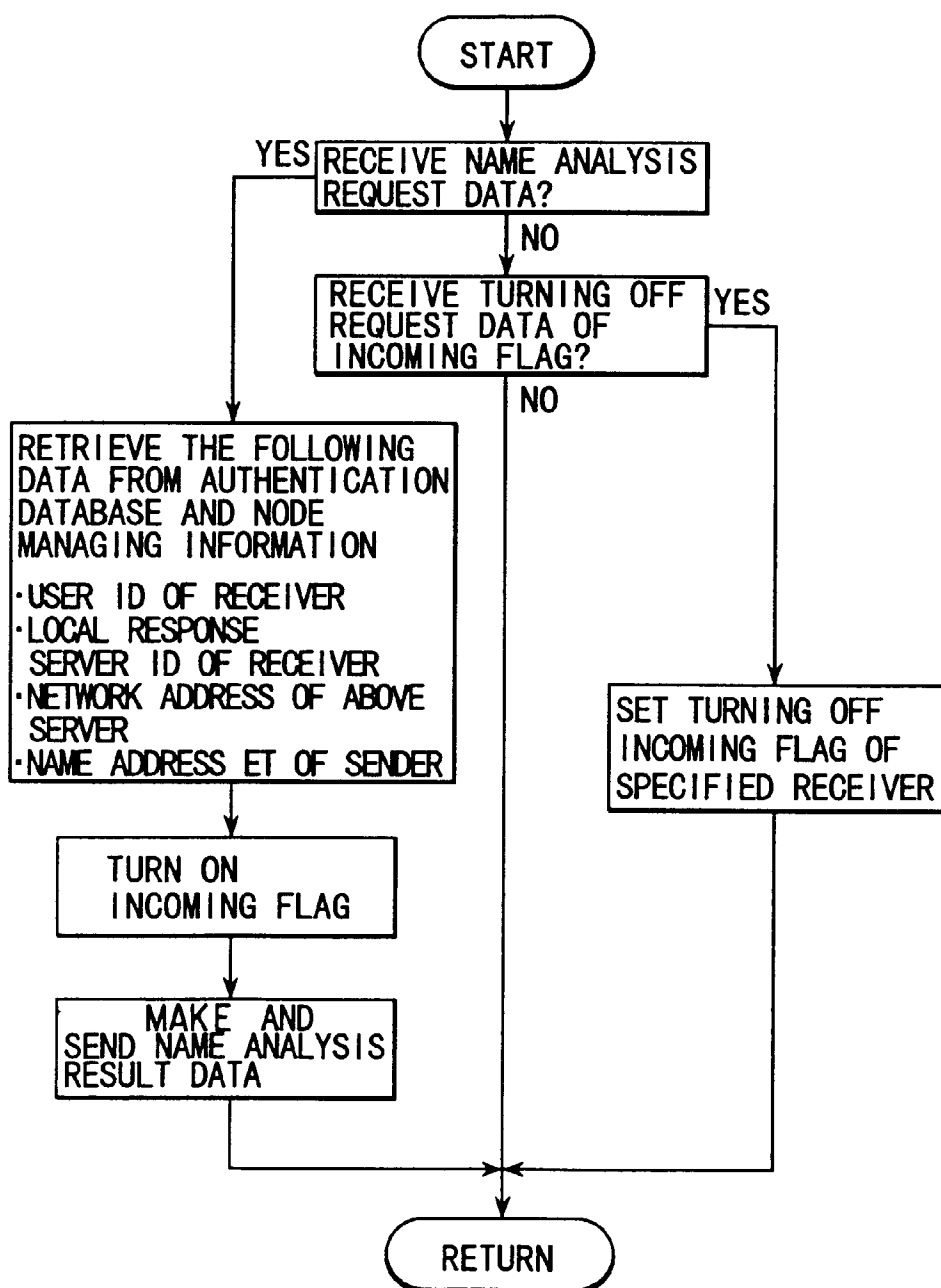 START
YES
RECEIVE NAME ANALYSIS
REQUEST DATA?
NO
RECEIVE TURNING OFF
REQUEST DATA OF
INCOMING FLAG?
YES
NO
RETRIEVE THE FOLLOWING
DATA FROM AUTHENTICATION
DATABASE AND NODE
MANAGING INFORMATION
·USER ID OF RECEIVER
·LOCAL RESPONSE
SERVER ID OF RECEIVER
·NETWORK ADDRESS OF ABOVE
SERVER
·NAME ADDRESS ET OF SENDER
SET TURNING OFF
INCOMING FLAG OF
SPECIFIED RECEIVER
TURN ON
INCOMING FLAG
MAKE AND
SEND NAME ANALYSIS
RESULT DATA
RETURN